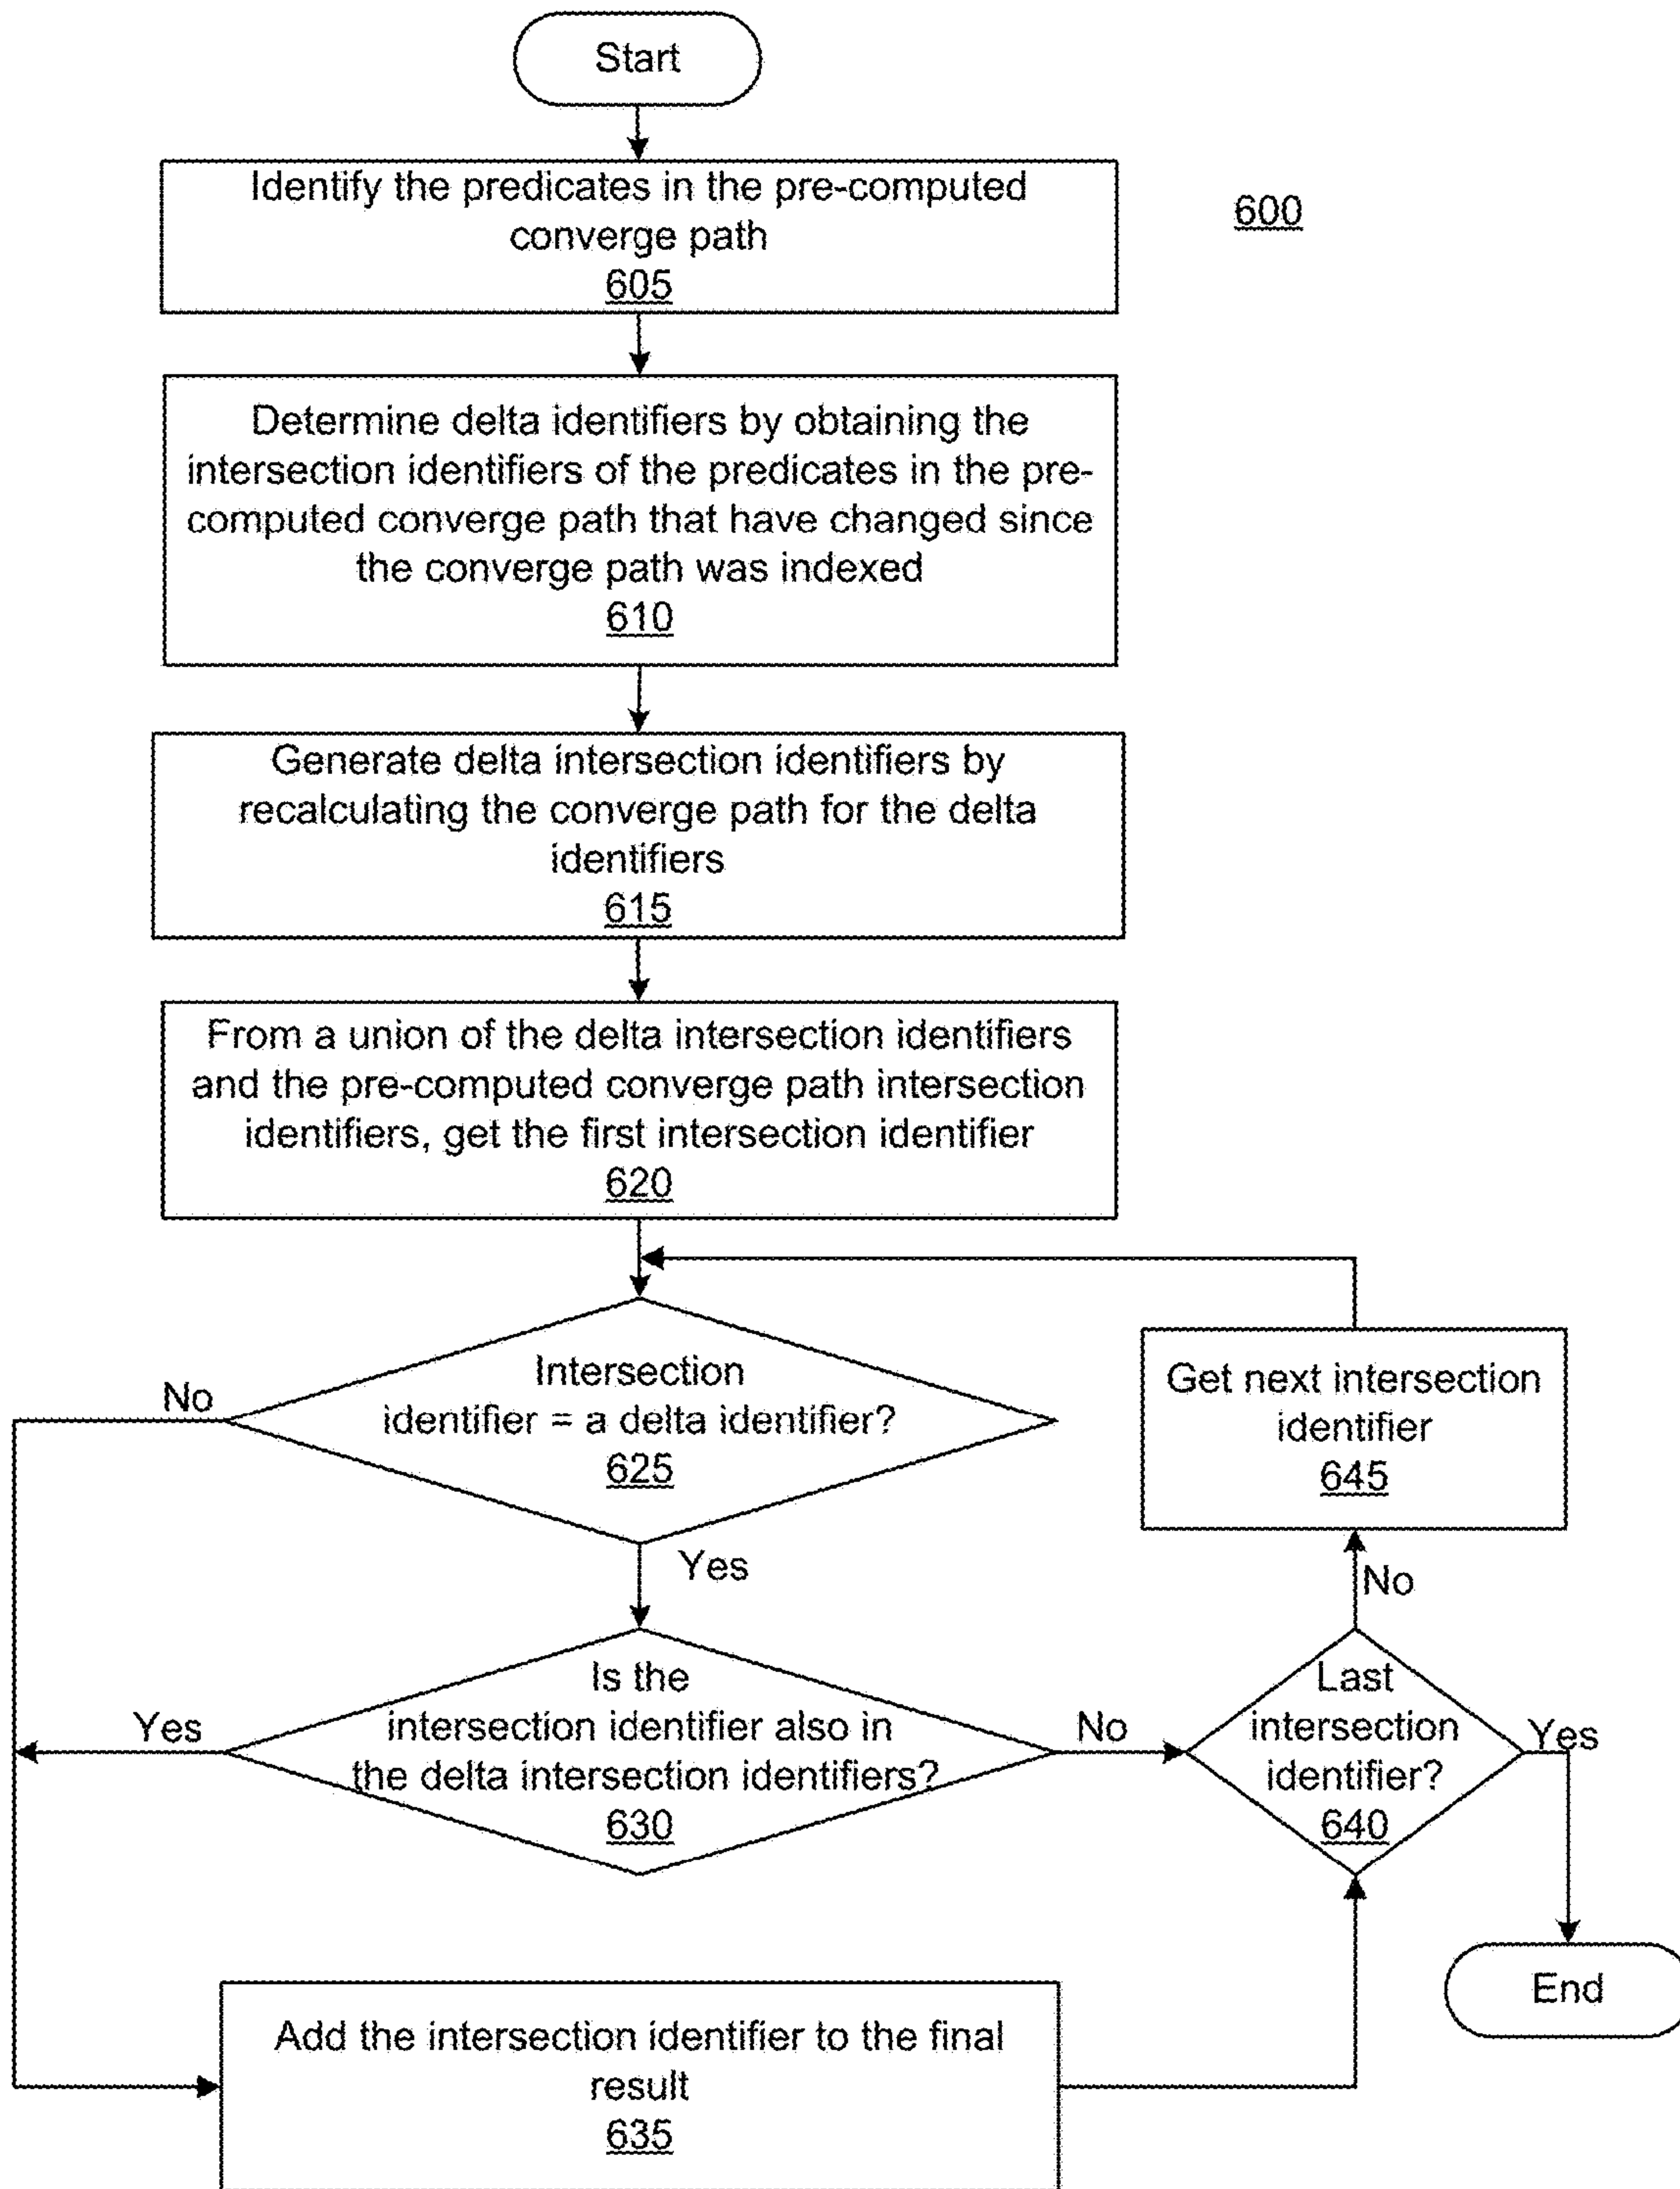 Start
Identify the predicates in the pre-computed
converge path
605
600
Determine delta identifiers by obtaining the
intersection identifiers of the predicates in the pre-
computed converge path that have changed since
the converge path was indexed
610
Generate delta intersection identifiers by
recalculating the converge path for the delta
identifiers
615
From a union of the delta intersection identifiers
and the pre-computed converge path intersection
identifiers, get the first intersection identifier
620
Intersection
identifier = a delta identifier?
625
No
Yes
Get next intersection
identifier
645
No
Is the
intersection identifier also in
the delta intersection identifiers?
630
Yes
No
Last
intersection
identifier?
640
Yes
End
Add the intersection identifier to the final
result
635